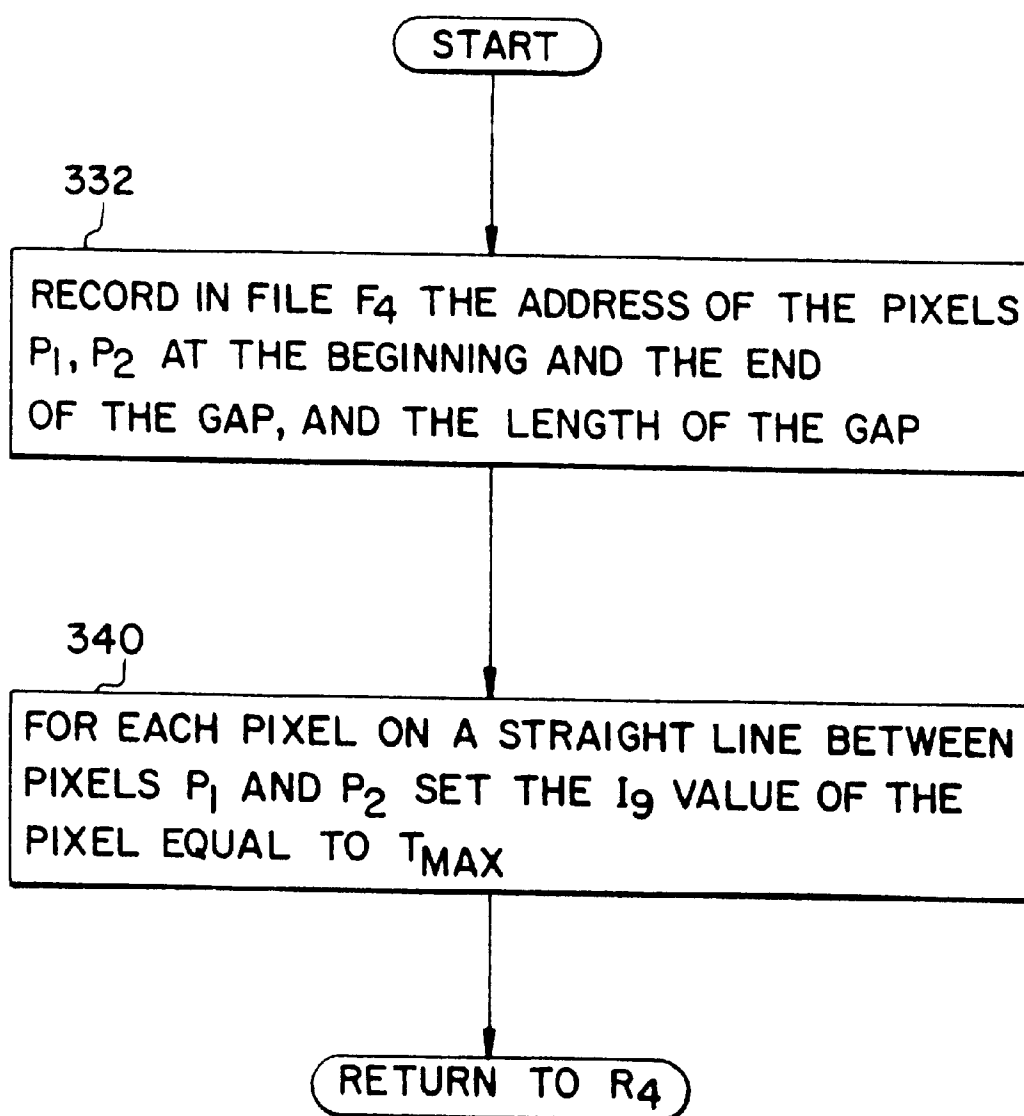 START
332
RECORD IN FILE F4 THE ADDRESS OF THE PIXELS
P1, P2 AT THE BEGINNING AND THE END
OF THE GAP, AND THE LENGTH OF THE GAP
340
FOR EACH PIXEL ON A STRAIGHT LINE BETWEEN
PIXELS P1 AND P2 SET THE I9 VALUE OF THE
PIXEL EQUAL TO TMAX
RETURN TO R4